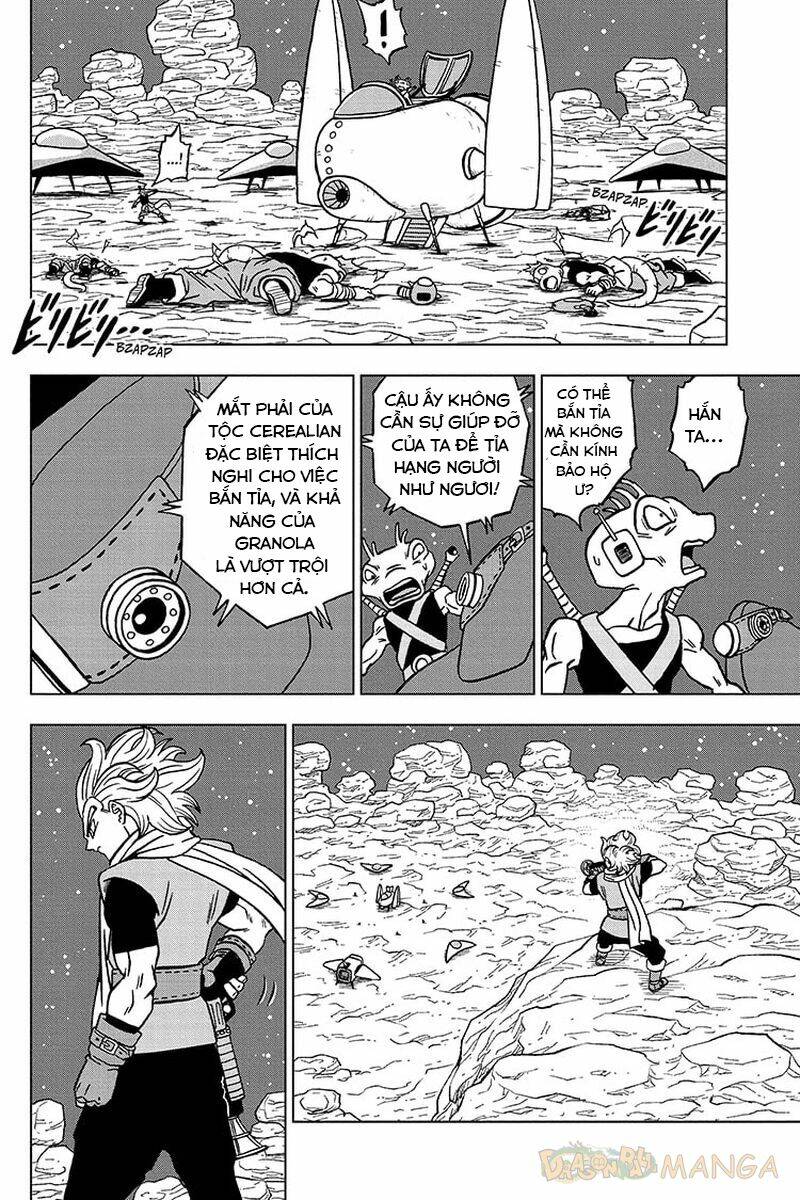 !
....
BZAPZAP
ビリビリ
ビリビリ...
BZAPZAP
HẮN
TA...
CÓ THỂ
BẮN TỈA
MÀ KHÔNG
CẦN KÍNH
BẢO HỘ
Ư?
CẬU ẤY KHÔNG
CẦN SỰ GIÚP ĐỠ
CỦA TA ĐỂ TỈA
HẠNG NGƯỜI
NHƯ NGƯƠI!
MẮT PHẢI CỦA
TỘC CEREALIAN
ĐẶC BIỆT THÍCH
NGHI CHO VIỆC
BẮN TỈA, VÀ KHẢ
NĂNG CỦA
GRANOLA
LÀ VƯỢT TRỘI
HƠN CẢ.
DRAGON BALL MANGA